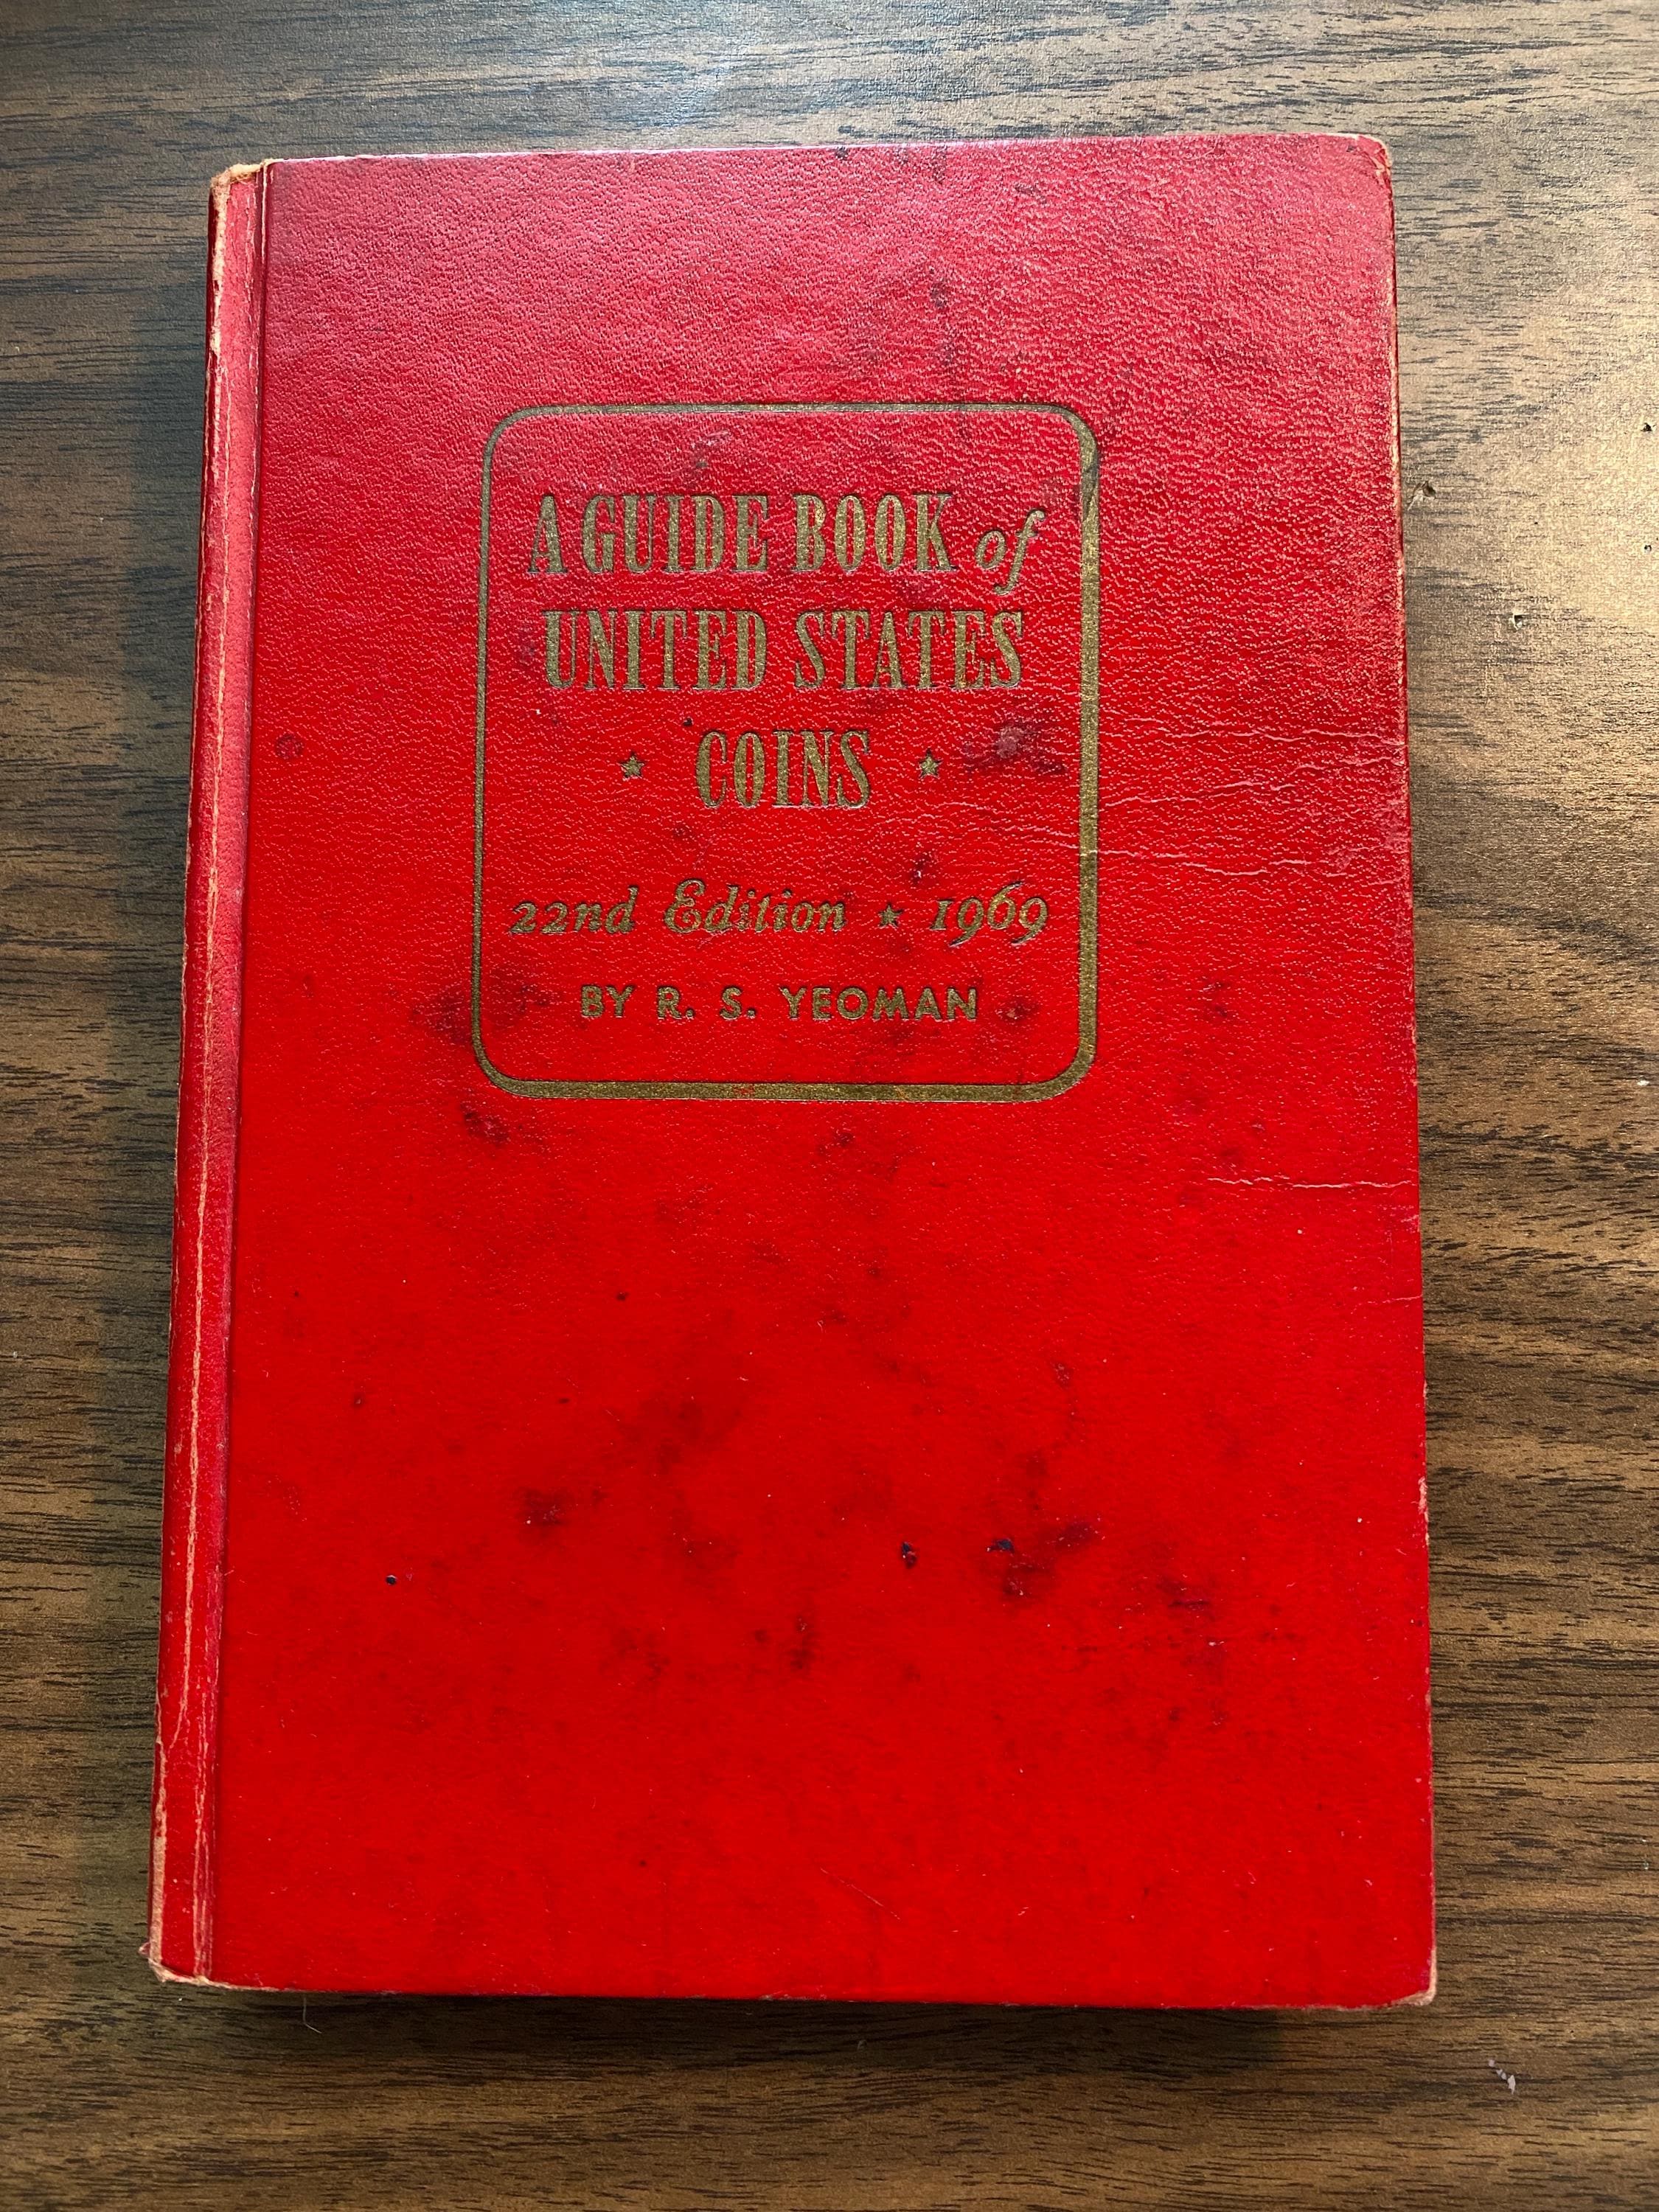 A GUIDE BOOK of
UNITED STATES
★ COINS ★
22nd Edition ★ 1969
BY R. S. YEOMAN